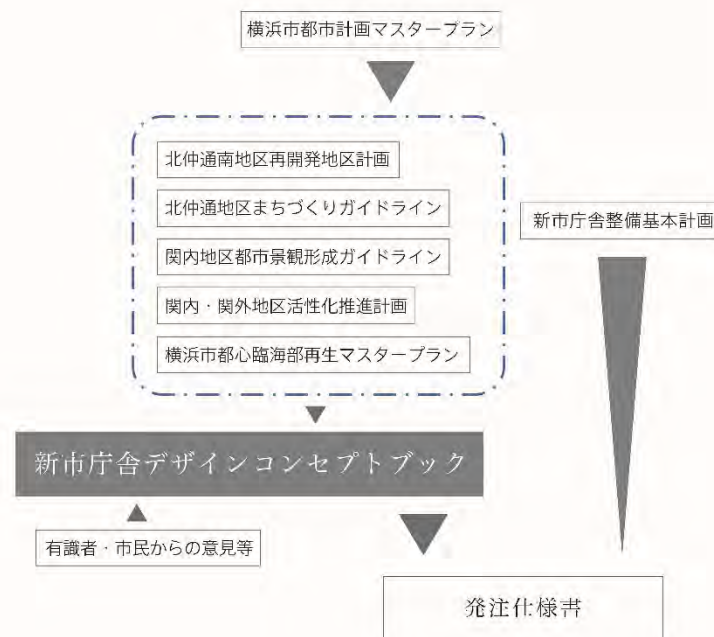 横浜市都市計画マスタープラン
北仲通南地区再開発地区計画
北仲通地区まちづくりガイドライン
新市庁舎整備基本計画
関内地区都市景観形成ガイドライン
関内・関外地区活性化推進計画
横浜市都心臨海部再生マスタープラン
新市庁舎デザインコンセプトブック
有識者・市民からの意見等
発注仕様書